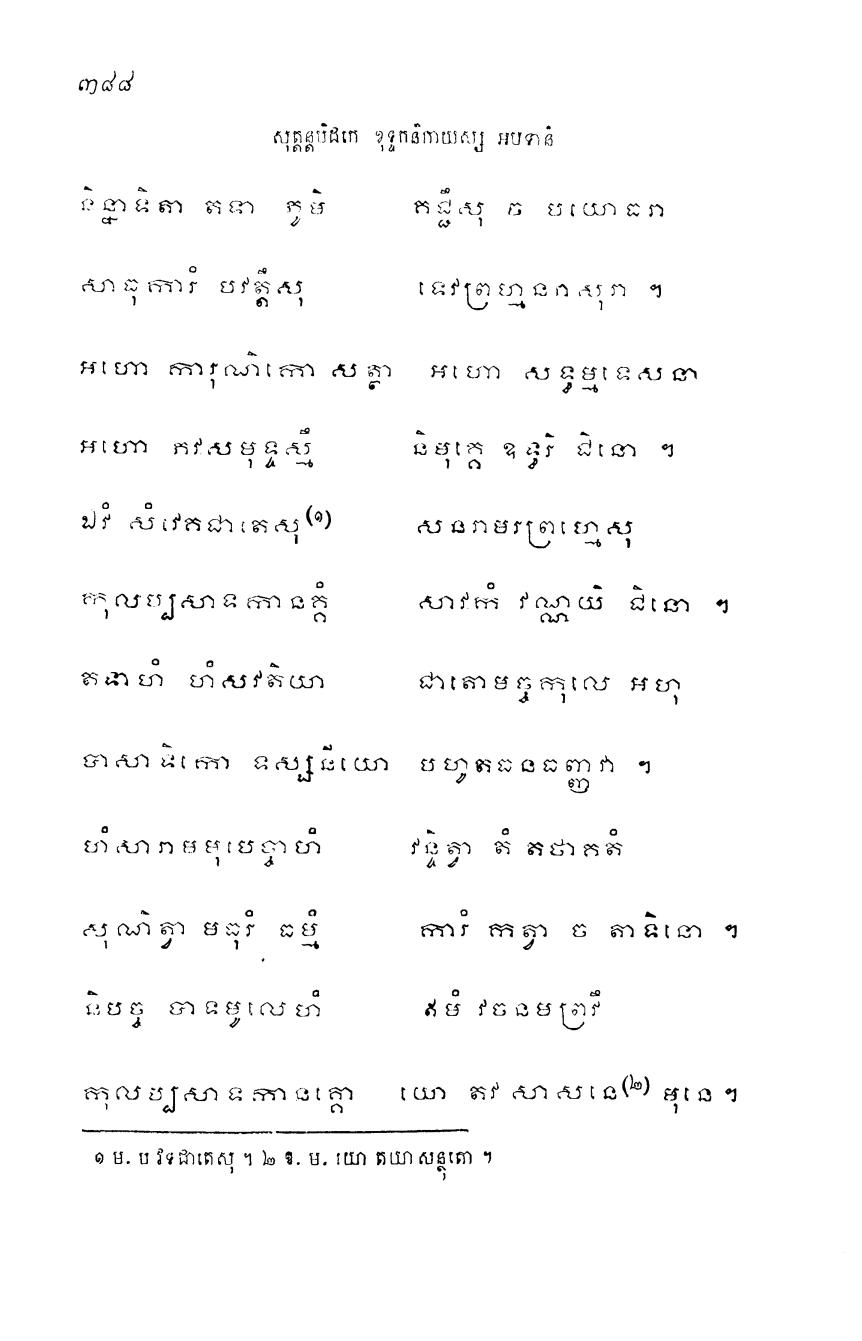 ៣៨៨
សុត្តន្តបិដកេ ខុទ្ទកនិកាយស្ស អបទានំ
និន្នាទិតា តទា ភូមិ គជ្ជឹសុ ច បយោធរា
សាធុការំ បវត្តឹសុ ទេវព្រហ្មនរាសុរា ។
អហោ ការុណិកោ សត្ថា អហោ សទ្ធម្មទេសនា
អហោ ភវសមុទ្ទស្មឹ និមុគ្គេ ឧទ្ធរិ ជិនោ ។
ឯវំ សំវេគជាតេសុ(១) សនរាមរព្រហ្មេសុ
កុលប្បសាទកានគ្គំ សាវកំ វណ្ណយិ ជិនោ ។
តទាហំ ហំសវតិយា ជាតោមច្ចកុលេ អហុ
បាសាទិកោ ទស្សនីយោ បហូតធនធញ្ញវា ។
ហំសារាមមុបេច្ចាហំ វន្ទិត្វា តំ តថាគតំ
សុណិត្វា មធុរំ ធម្មំ ការំ កត្វា ច តាទិនោ ។
និបច្ច បាទមូលេហំ ឥមំ វចនមព្រវឹ
កុលប្បសាទកានគ្គោ យោ តវ សាសនេ(២) មុនេ។
១ ម. បវិទជាតេសុ ។ ២ ឱ. ម. យោ តយា សន្ថុតោ ។